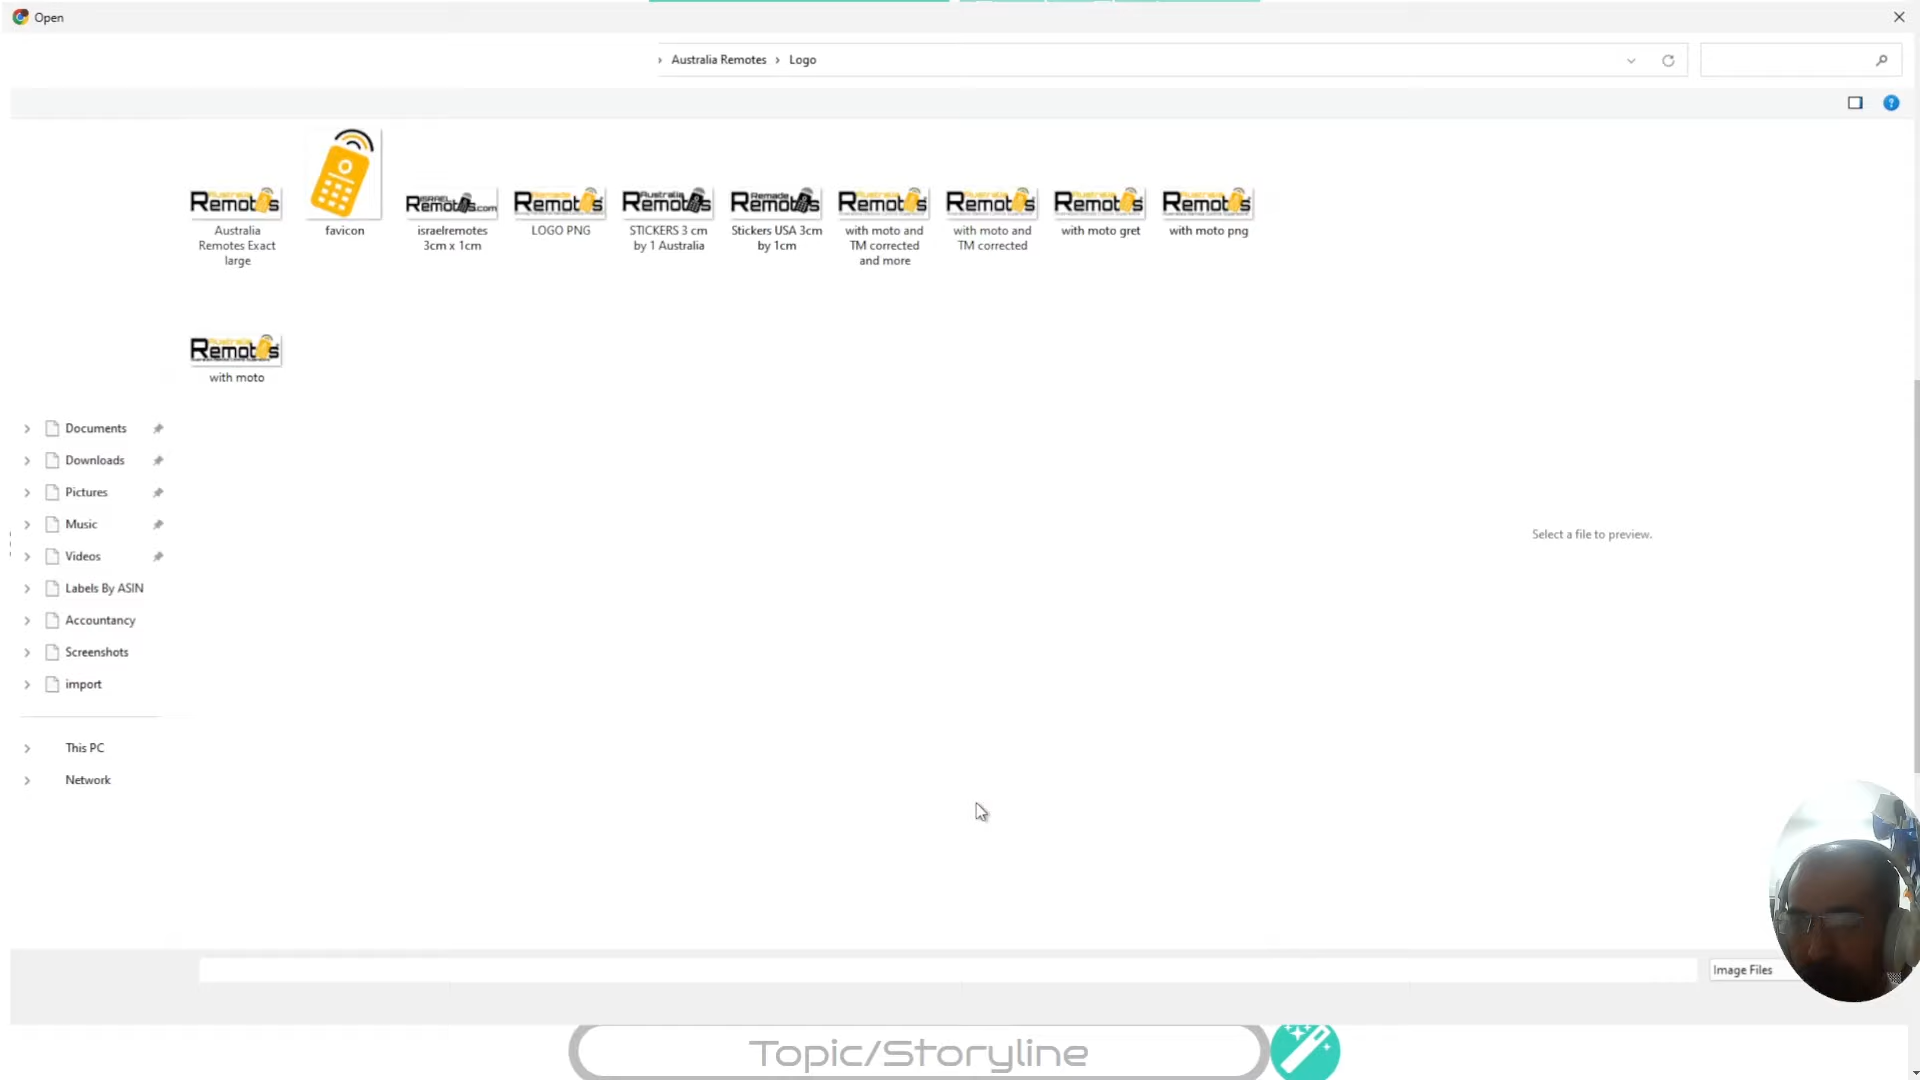 Open
Australia Remotes
Logo
Australia
Remotes Exact
large
favicon
israelremotes
3cm x 1cm
LOGO PNG
STICKERS 3 cm
by 1 Australia
Stickers USA 3cm
by 1cm
with moto and
TM corrected
and more
with moto and
TM corrected
with moto gret
with moto png
with moto
Documents
Downloads
Pictures
Music
Videos
Labels By ASIN
Accountancy
Screenshots
import
This PC
Network
Select a file to preview.
Image Files
Topic/Storyline